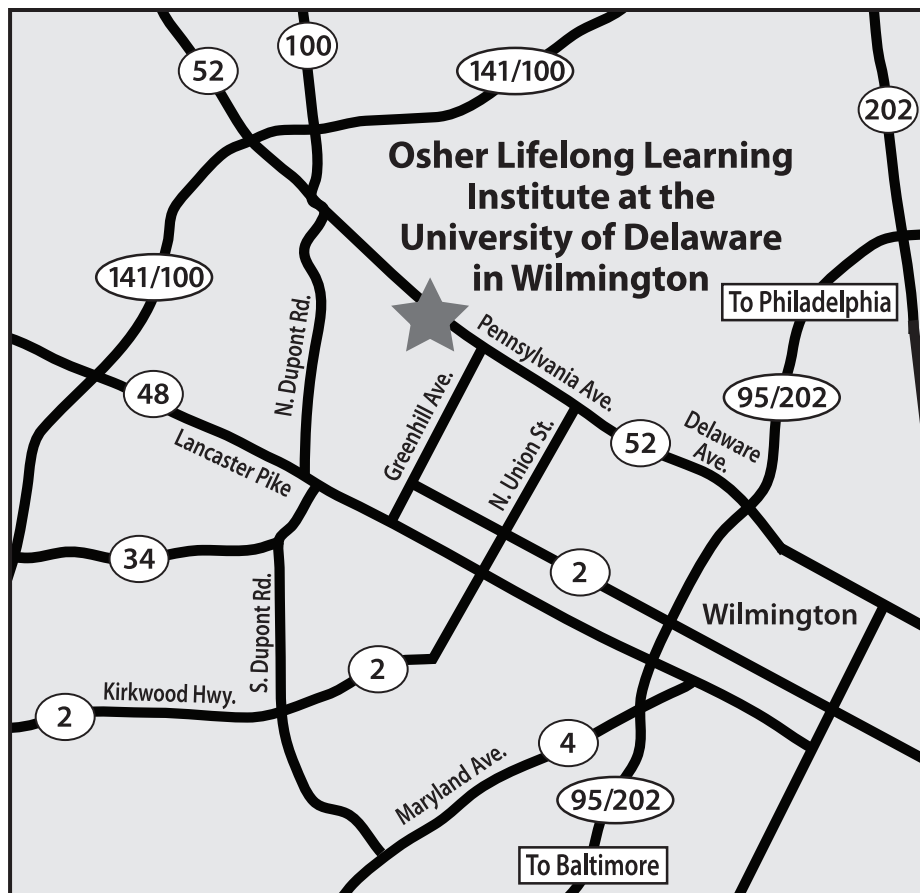 100
52
141/100
202
Osher Lifelong Learning
Institute at the
University of Delaware
in Wilmington
141/100
To Philadelphia
N. Dupont Rd.
Pennsylvania Ave.
48
Greenhill Ave.
95/202
Lancaster Pike
N. Union St.
52
Delaware
Ave.
34
2
S. Dupont Rd.
Wilmington
2
Kirkwood Hwy.
2
4
Maryland Ave.
95/202
To Baltimore